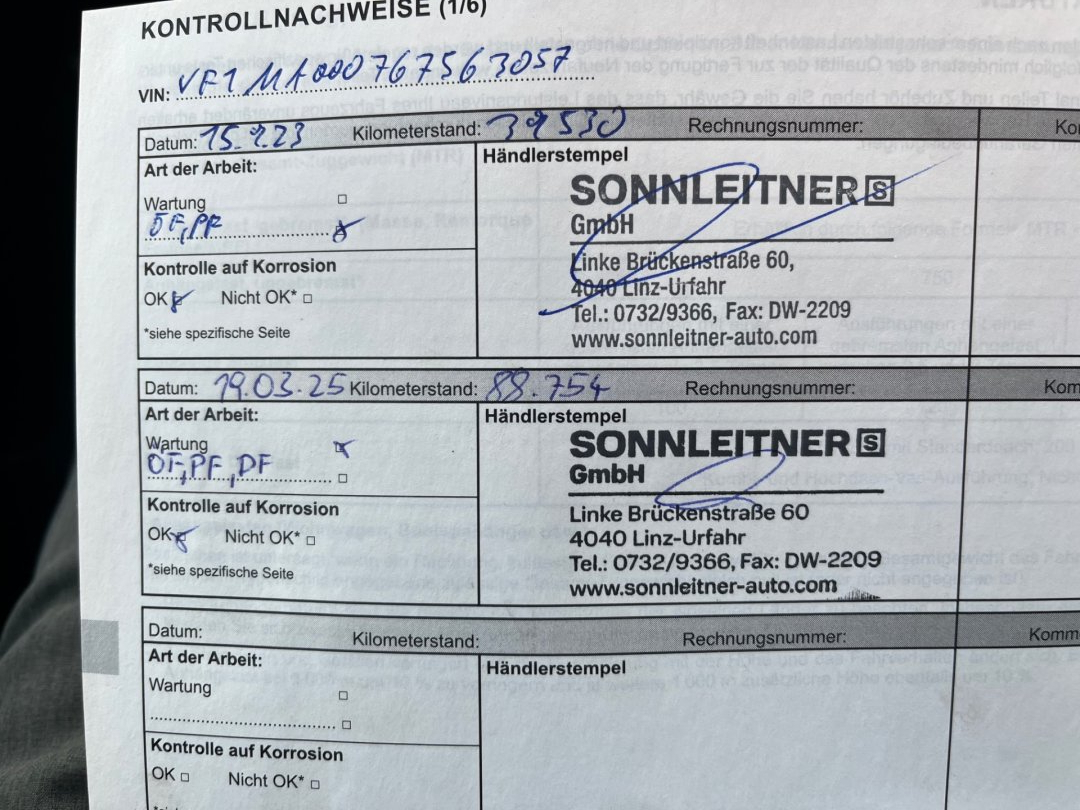 KONTROLLNACHWEISE (1/6)
VIN: VF1MA000767563057
Datum: 15.9.23 Kilometerstand: 39530 Rechnungsnummer:
Art der Arbeit:
Wartung
ÖF, PF
Kontrolle auf Korrosion
OK Nicht OK*
*siehe spezifische Seite
Händlerstempel
SONNLEITNER S
GmbH
Linke Brückenstraße 60,
4040 Linz-Urfahr
Tel.: 0732/9366, Fax: DW-2209
www.sonnleitner-auto.com
Datum: 19.03.25 Kilometerstand: 88.754 Rechnungsnummer:
Art der Arbeit:
Wartung
ÖF, PF, DF
Kontrolle auf Korrosion
OK Nicht OK*
*siehe spezifische Seite
Händlerstempel
SONNLEITNER S
GmbH
Linke Brückenstraße 60
4040 Linz-Urfahr
Tel.: 0732/9366, Fax: DW-2209
www.sonnleitner-auto.com
Datum: Kilometerstand: Rechnungsnummer:
Art der Arbeit:
Wartung
Kontrolle auf Korrosion
OK Nicht OK*
Händlerstempel